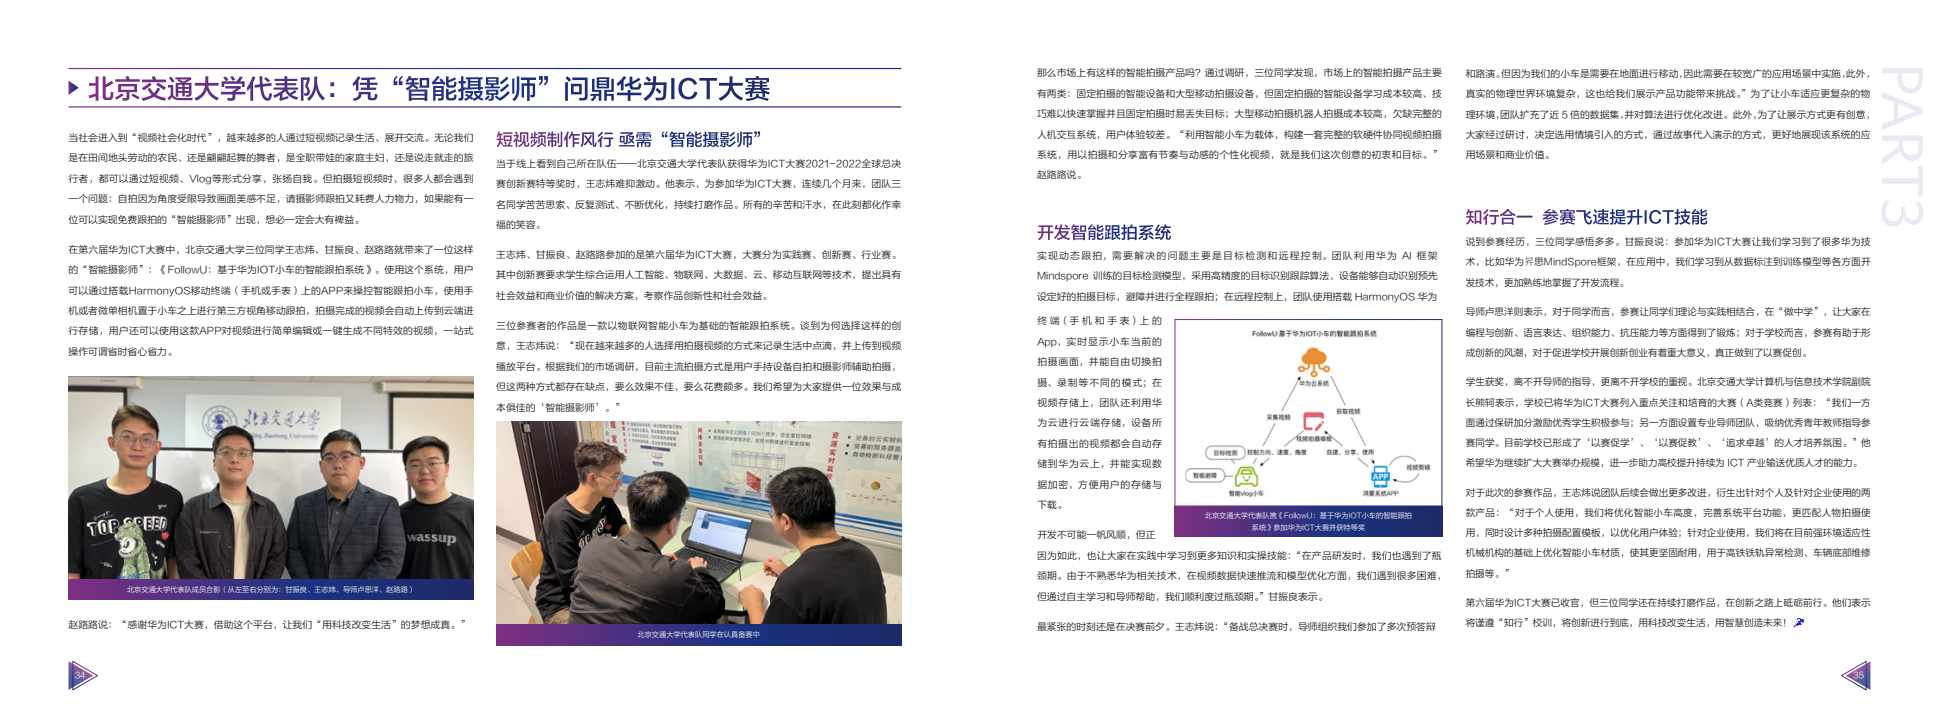 北京交通大学代表队：凭“智能摄影师”问鼎华为ICT大赛
当社会进入到“视频社会化时代”，越来越多的人通过短视频记录生活、展开交流。无论我们
是在田间地头劳动的农民、还是翩翩起舞的舞者，是全职带娃的家庭主妇，还是说走就走的旅
行者，都可以通过短视频、Vlog等形式分享，张扬自我。但拍摄短视频时，很多人都会遇到
一个问题：自拍因为角度受限导致画面美感不足，请摄影师跟拍又耗费人力物力，如果能有一
位可以实现免费跟拍的“智能摄影师”出现，想必一定会大有裨益。
在第六届华为ICT大赛中，北京交通大学三位同学王志炜、甘振良、赵路路就带来了一位这样
的“智能摄影师”：《FollowU：基于华为IOT小车的智能跟拍系统》。使用这个系统，用户
可以通过搭载HarmonyOS移动终端（手机或手表）上的APP来操控智能跟拍小车，使用手
机或者微单相机置于小车之上进行第三方视角移动跟拍，拍摄完成的视频会自动上传到云端进
行存储，用户还可以使用这款APP对视频进行简单编辑或一键生成不同特效的视频，一站式
操作可谓省时省心省力。
北京交通大学
Beijing Jiaotong University
TOP SPEED
wassup
北京交通大学代表队成员合影（从左至右分别为：甘振良、王志炜、导师卢思洋、赵路路）
赵路路说：“感谢华为ICT大赛，借助这个平台，让我们“用科技改变生活”的梦想成真。”
34
短视频制作风行 亟需“智能摄影师”
当于线上看到自己所在队伍——北京交通大学代表队获得华为ICT大赛2021-2022全球总决
赛创新赛特等奖时，王志炜难抑激动。他表示，为参加华为ICT大赛，连续几个月来，团队三
名同学苦苦思索、反复测试、不断优化，持续打磨作品。所有的辛苦和汗水，在此刻都化作幸
福的笑容。
王志炜、甘振良、赵路路参加的是第六届华为ICT大赛，大赛分为实践赛、创新赛、行业赛。
其中创新赛要求学生综合运用人工智能、物联网、大数据、云、移动互联网等技术，提出具有
社会效益和商业价值的解决方案，考察作品创新性和社会效益。
三位参赛者的作品是一款以物联网智能小车为基础的智能跟拍系统。谈到为何选择这样的创
意，王志炜说：“现在越来越多的人选择用拍摄视频的方式来记录生活中点滴，并上传到视频
播放平台。根据我们的市场调研，目前主流拍摄方式是用户手持设备自拍和摄影师辅助拍摄，
但这两种方式都存在缺点，要么效果不佳，要么花费颇多。我们希望为大家提供一位效果与成
本俱佳的‘智能摄影师’。”
资源实时监控
北京交通大学代表队同学在认真备赛中
那么市场上有这样的智能拍摄产品吗？通过调研，三位同学发现，市场上的智能拍摄产品主要
有两类：固定拍摄的智能设备和大型移动拍摄设备，但固定拍摄的智能设备学习成本较高、技
巧难以快速掌握并且固定拍摄时易丢失目标；大型移动拍摄机器人拍摄成本较高，欠缺完整的
人机交互系统，用户体验较差。“利用智能小车为载体，构建一套完整的软硬件协同视频拍摄
系统，用以拍摄和分享富有节奏与动感的个性化视频，就是我们这次创意的初衷和目标。”
赵路路说。
开发智能跟拍系统
实现动态跟拍，需要解决的问题主要是目标检测和远程控制。团队利用华为 AI 框架
Mindspore 训练的目标检测模型，采用高精度的目标识别跟踪算法，设备能够自动识别预先
设定好的拍摄目标，避障并进行全程跟拍；在远程控制上，团队使用搭载 HarmonyOS 华为
终端（手机和手表）上的
App，实时显示小车当前的
拍摄画面，并能自由切换拍
摄、录制等不同的模式；在
视频存储上，团队还利用华
为云进行云端存储，设备所
有拍摄出的视频都会自动存
储到华为云上，并能实现数
据加密，方便用户的存储与
下载。
FollowU:基于华为IOT小车的智能跟拍系统
华为云系统
采集视频
获取视频
视频拍摄模板
目标检测
控制方向、速度、角度
自建、分享、使用
智能避障
智能vlog小车
APP
视频剪辑
鸿蒙系统APP
北京交通大学代表队携《FollowU：基于华为IOT小车的智能跟拍
系统》参加华为ICT大赛并获特等奖
开发不可能一帆风顺，但正
因为如此，也让大家在实践中学习到更多知识和实操技能：“在产品研发时，我们也遇到了瓶
颈期。由于不熟悉华为相关技术，在视频数据快速推流和模型优化方面，我们遇到很多困难，
但通过自主学习和导师帮助，我们顺利度过瓶颈期。”甘振良表示。
最紧张的时刻还是在决赛前夕。王志炜说：“备战总决赛时，导师组织我们参加了多次预答辩
和路演。但因为我们的小车是需要在地面进行移动，因此需要在较宽广的应用场景中实施，此外，
真实的物理世界环境复杂，这也给我们展示产品功能带来挑战。”为了让小车适应更复杂的物
理环境，团队扩充了近 5 倍的数据集，并对算法进行优化改进。此外，为了让展示方式更有创意，
大家经过研讨，决定选用情境引入的方式，通过故事代入演示的方式，更好地展现该系统的应
用场景和商业价值。
知行合一 参赛飞速提升ICT技能
说到参赛经历，三位同学感悟多多。甘振良说：参加华为ICT大赛让我们学习到了很多华为技
术，比如华为昇思MindSpore框架，在应用中，我们学习到从数据标注到训练模型等各方面开
发技术，更加熟练地掌握了开发流程。
导师卢思洋则表示，对于同学而言，参赛让同学们理论与实践相结合，在“做中学”，让大家在
编程与创新、语言表达、组织能力、抗压能力等方面得到了锻炼；对于学校而言，参赛有助于形
成创新的风潮，对于促进学校开展创新创业有着重大意义，真正做到了以赛促创。
学生获奖，离不开导师的指导，更离不开学校的重视。北京交通大学计算机与信息技术学院副院
长熊轲表示，学校已将华为ICT大赛列入重点关注和培育的大赛（A类竞赛）列表：“我们一方
面通过保研加分激励优秀学生积极参与；另一方面设置专业导师团队，吸纳优秀青年教师指导参
赛同学。目前学校已形成了‘以赛促学’、‘以赛促教’、‘追求卓越’的人才培养氛围。”他
希望华为继续扩大大赛举办规模，进一步助力高校提升持续为 ICT 产业输送优质人才的能力。
对于此次的参赛作品，王志炜说团队后续会做出更多改进，衍生出针对个人及针对企业使用的两
款产品：“对于个人使用，我们将优化智能小车高度，完善系统平台功能，更匹配人物拍摄使
用，同时设计多种拍摄配置模板，以优化用户体验；针对企业使用，我们将在目前强环境适应性
机械机构的基础上优化智能小车材质，使其更坚固耐用，用于高铁铁轨异常检测、车辆底部维修
拍摄等。”
第六届华为ICT大赛已收官，但三位同学还在持续打磨作品，在创新之路上砥砺前行。他们表示
将谨遵“知行”校训，将创新进行到底，用科技改变生活，用智慧创造未来！
PART3
35